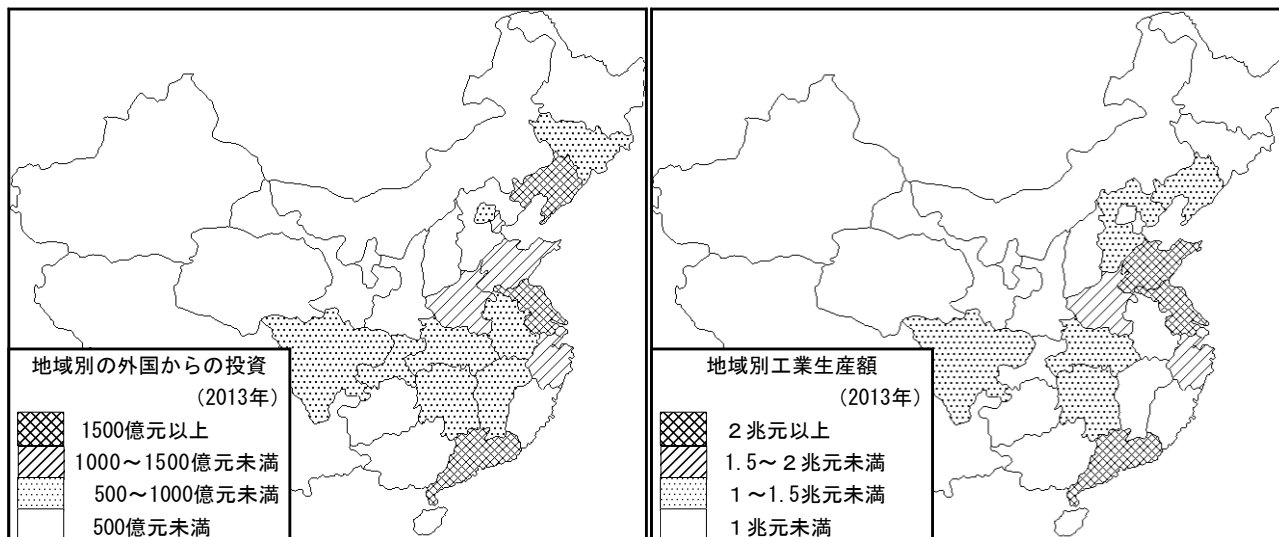 地域別の外国からの投資
(2013年)
1500億元以上
1000～1500億元未満
500～1000億元未満
500億元未満
地域別工業生産額
(2013年)
２兆元以上
1.5～２兆元未満
１～1.5兆元未満
１兆元未満